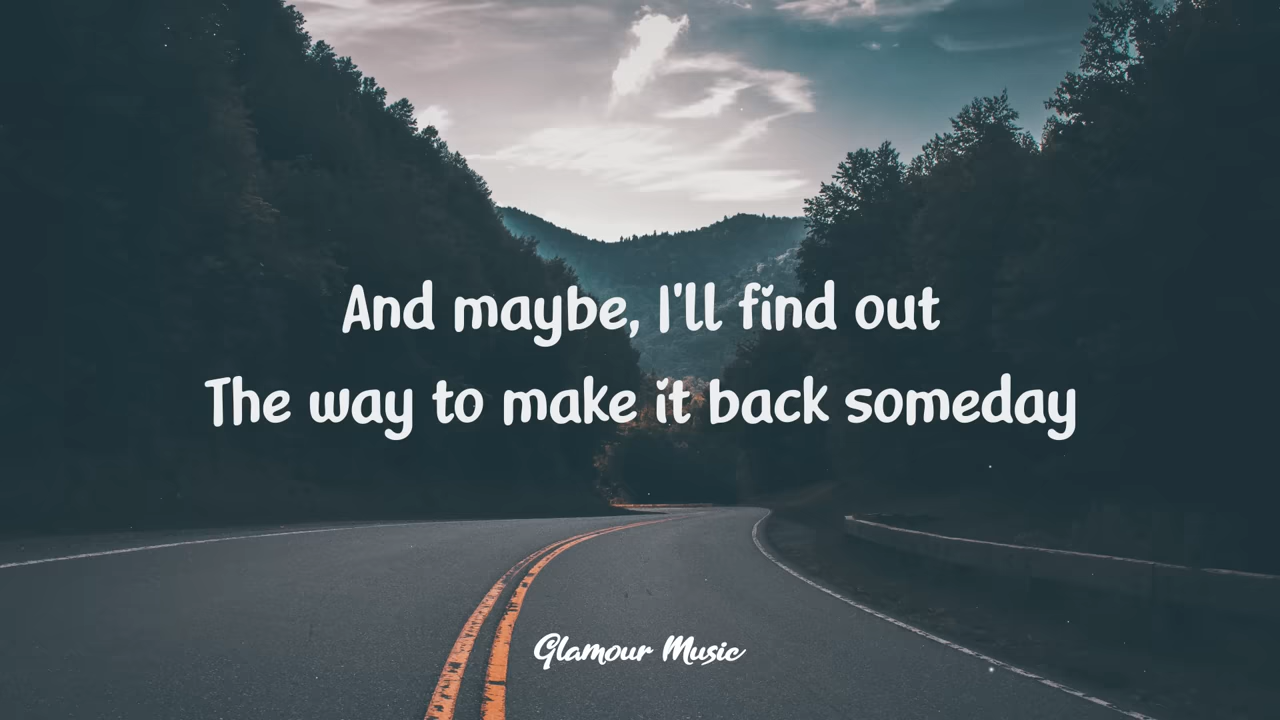 And maybe, I'll find out
The way to make it back someday
Glamour Music